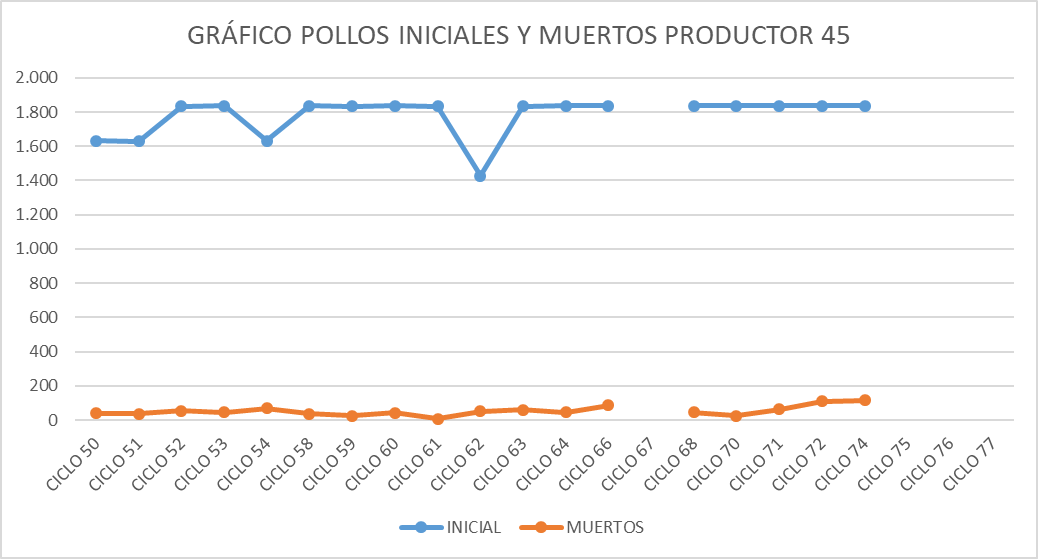 GRÁFICO POLLOS INICIALES Y MUERTOS PRODUCTOR 45
2.000
1.800
1.600
1.400
1.200
1.000
800
600
400
200
0
CICLO 50
CICLO 51
CICLO 52
CICLO 53
CICLO 54
CICLO 58
CICLO 59
CICLO 60
CICLO 61
CICLO 62
CICLO 63
CICLO 64
CICLO 66
CICLO 67
CICLO 68
CICLO 70
CICLO 71
CICLO 72
CICLO 74
CICLO 75
CICLO 76
CICLO 77
INICIAL MUERTOS